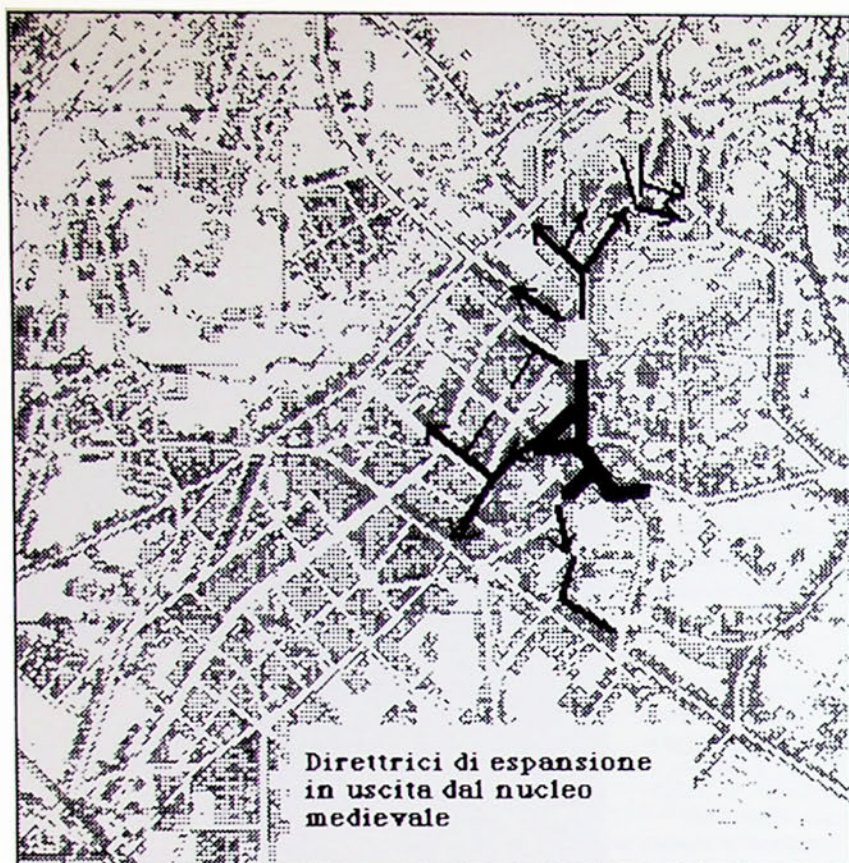 Direttrici di espansione
in uscita dal nucleo
medievale